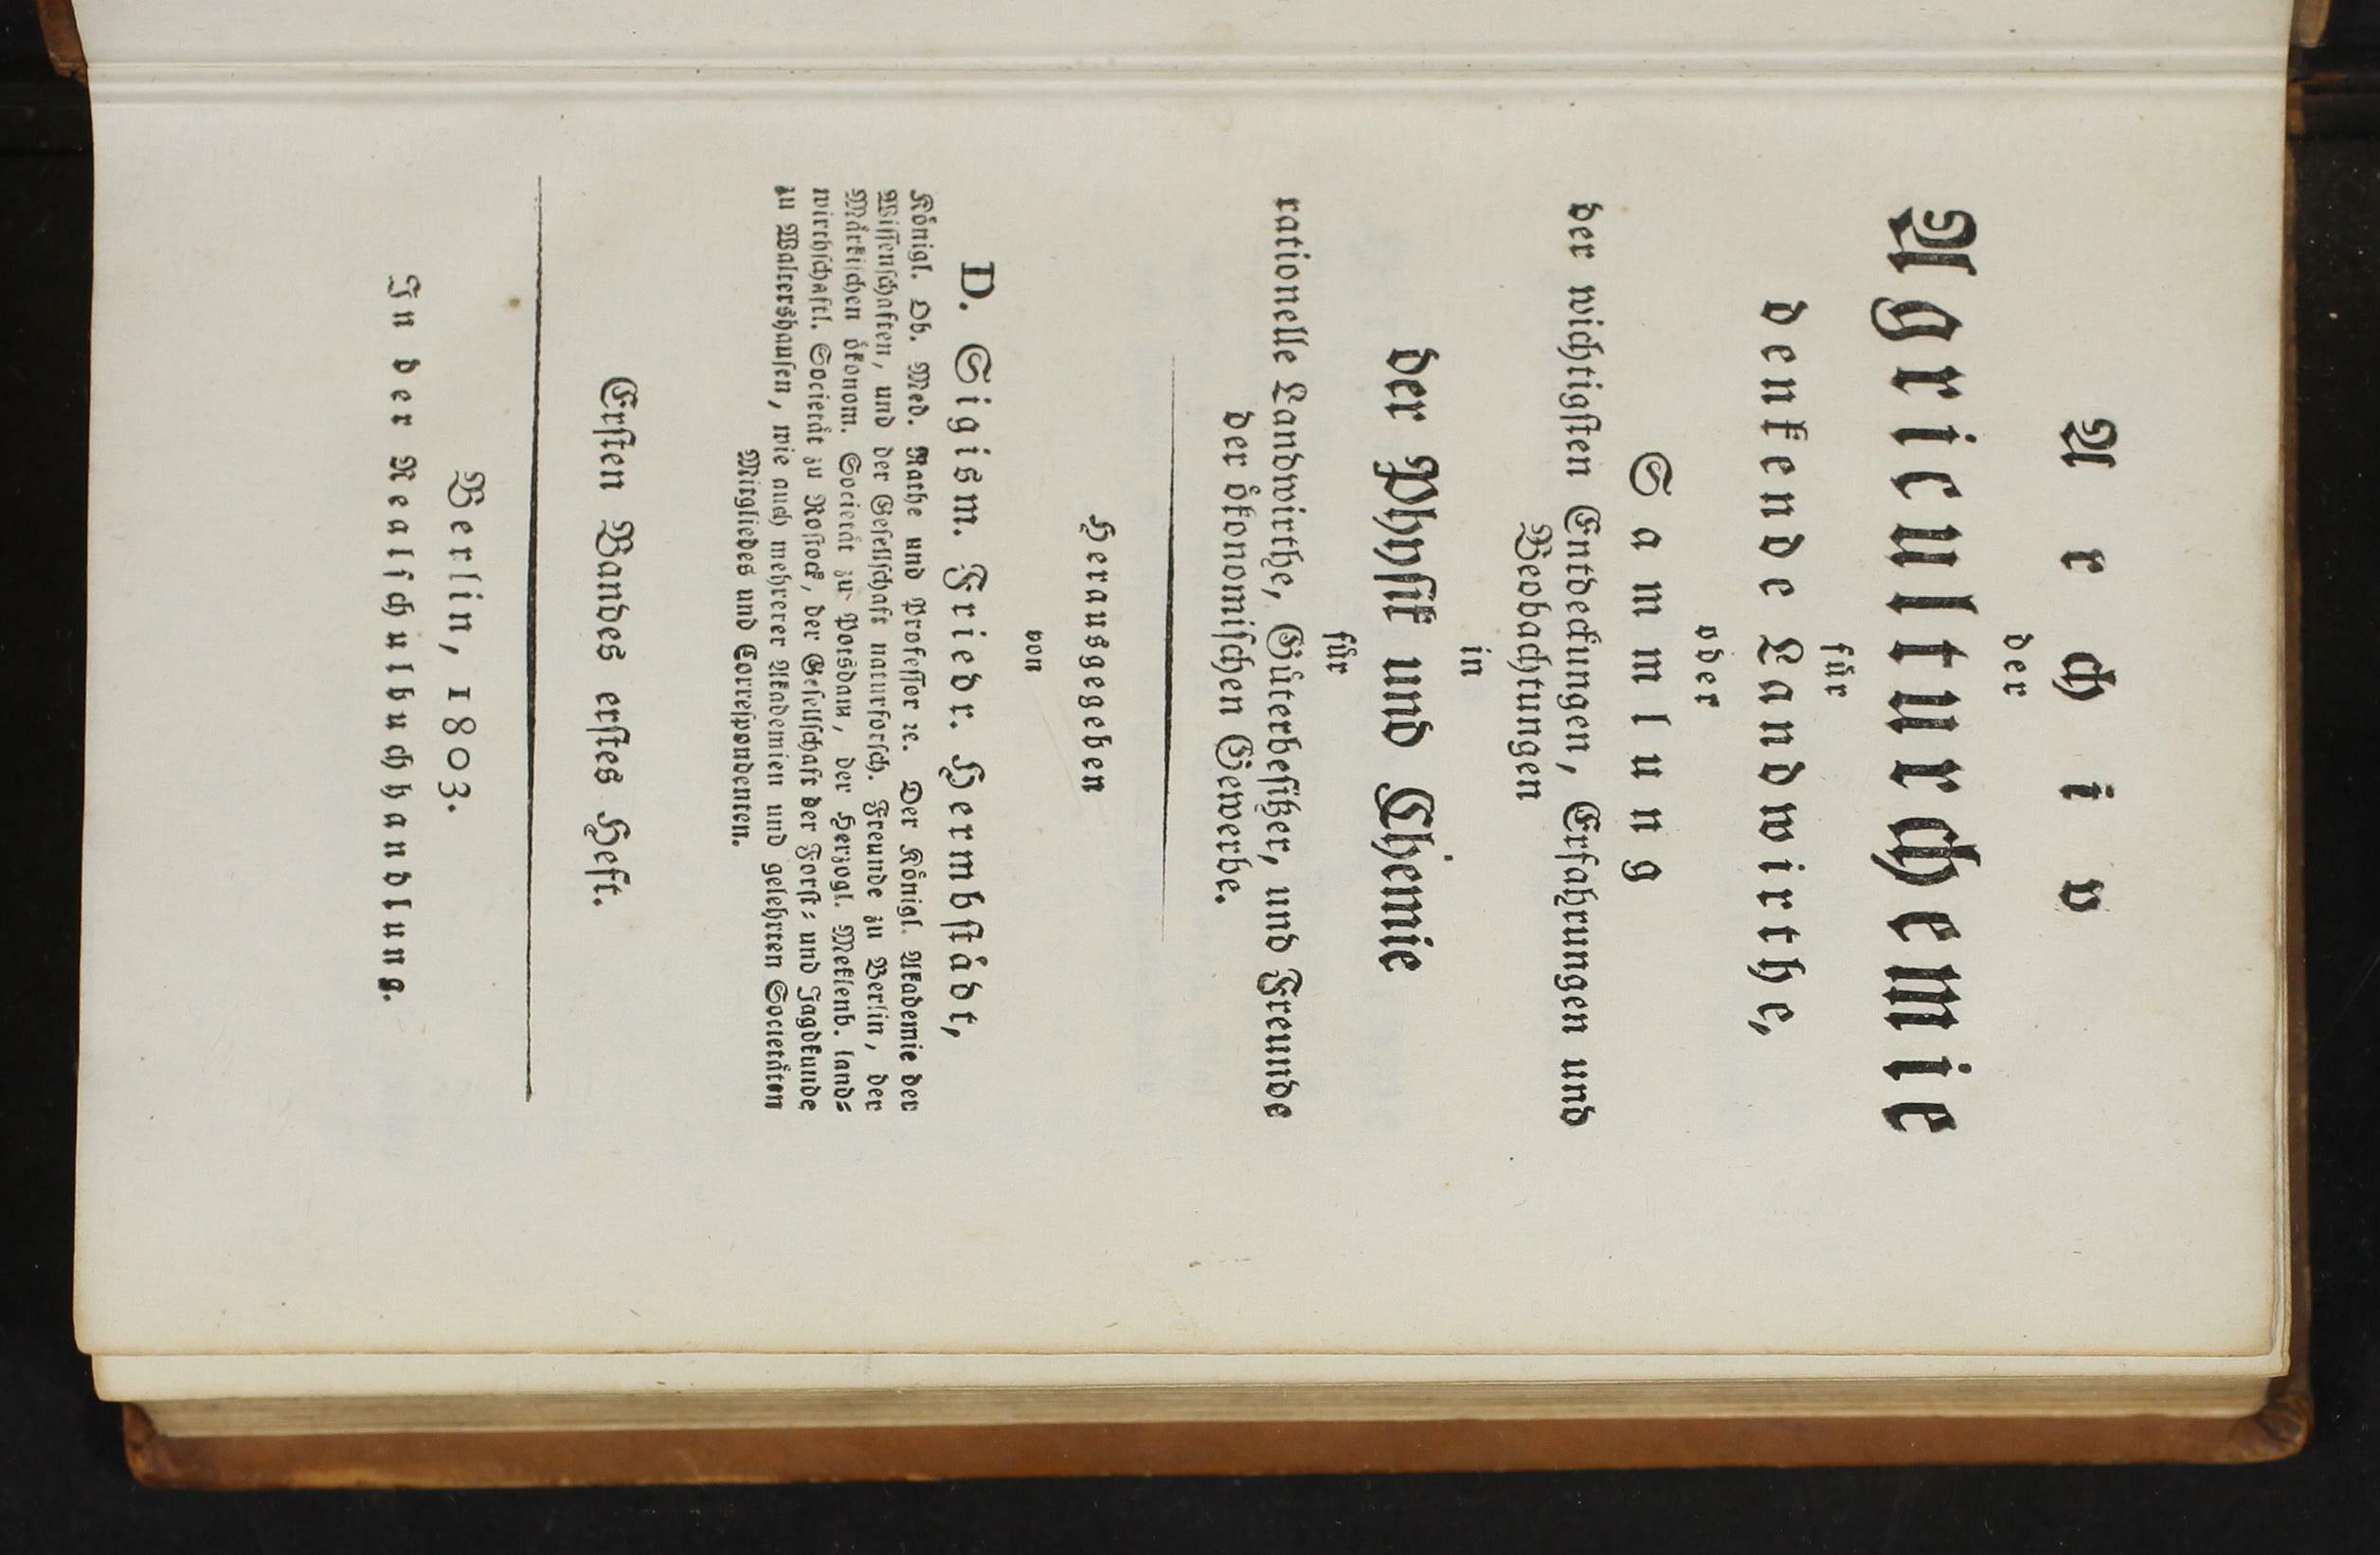 Archiv
der
Agriculturchemie
für
denkende Landwirthe,
oder
Sammlung
der wichtigsten Entdeckungen, Erfahrungen und
Beobachtungen
in
der Physik und Chemie
für
rationelle Landwirthe, Güterbesitzer, und Freunde
der ökonomischen Gewerbe.
Herausgegeben
von
D. Sigism. Friedr. Hermbstädt,
Königl. Ob. Med. Rathe und Professor ꝛc. Der Königl. Akademie der
Wissenschaften, und der Gesellschaft naturforsch. Freunde zu Berlin, der
Märkischen ökonom. Societät zu Potsdam, der Herzogl. Meklenb. land⸗
wirthschaftl. Societät zu Rostock, der Gesellschaft der Forst⸗ und Jagdkunde
zu Waltershausen, wie auch mehrerer Akademien und gelehrten Societäten
Mitgliedes und Correspondenten.
Ersten Bandes erstes Heft.
Berlin, 1803.
In der Realschulbuchhandlung.